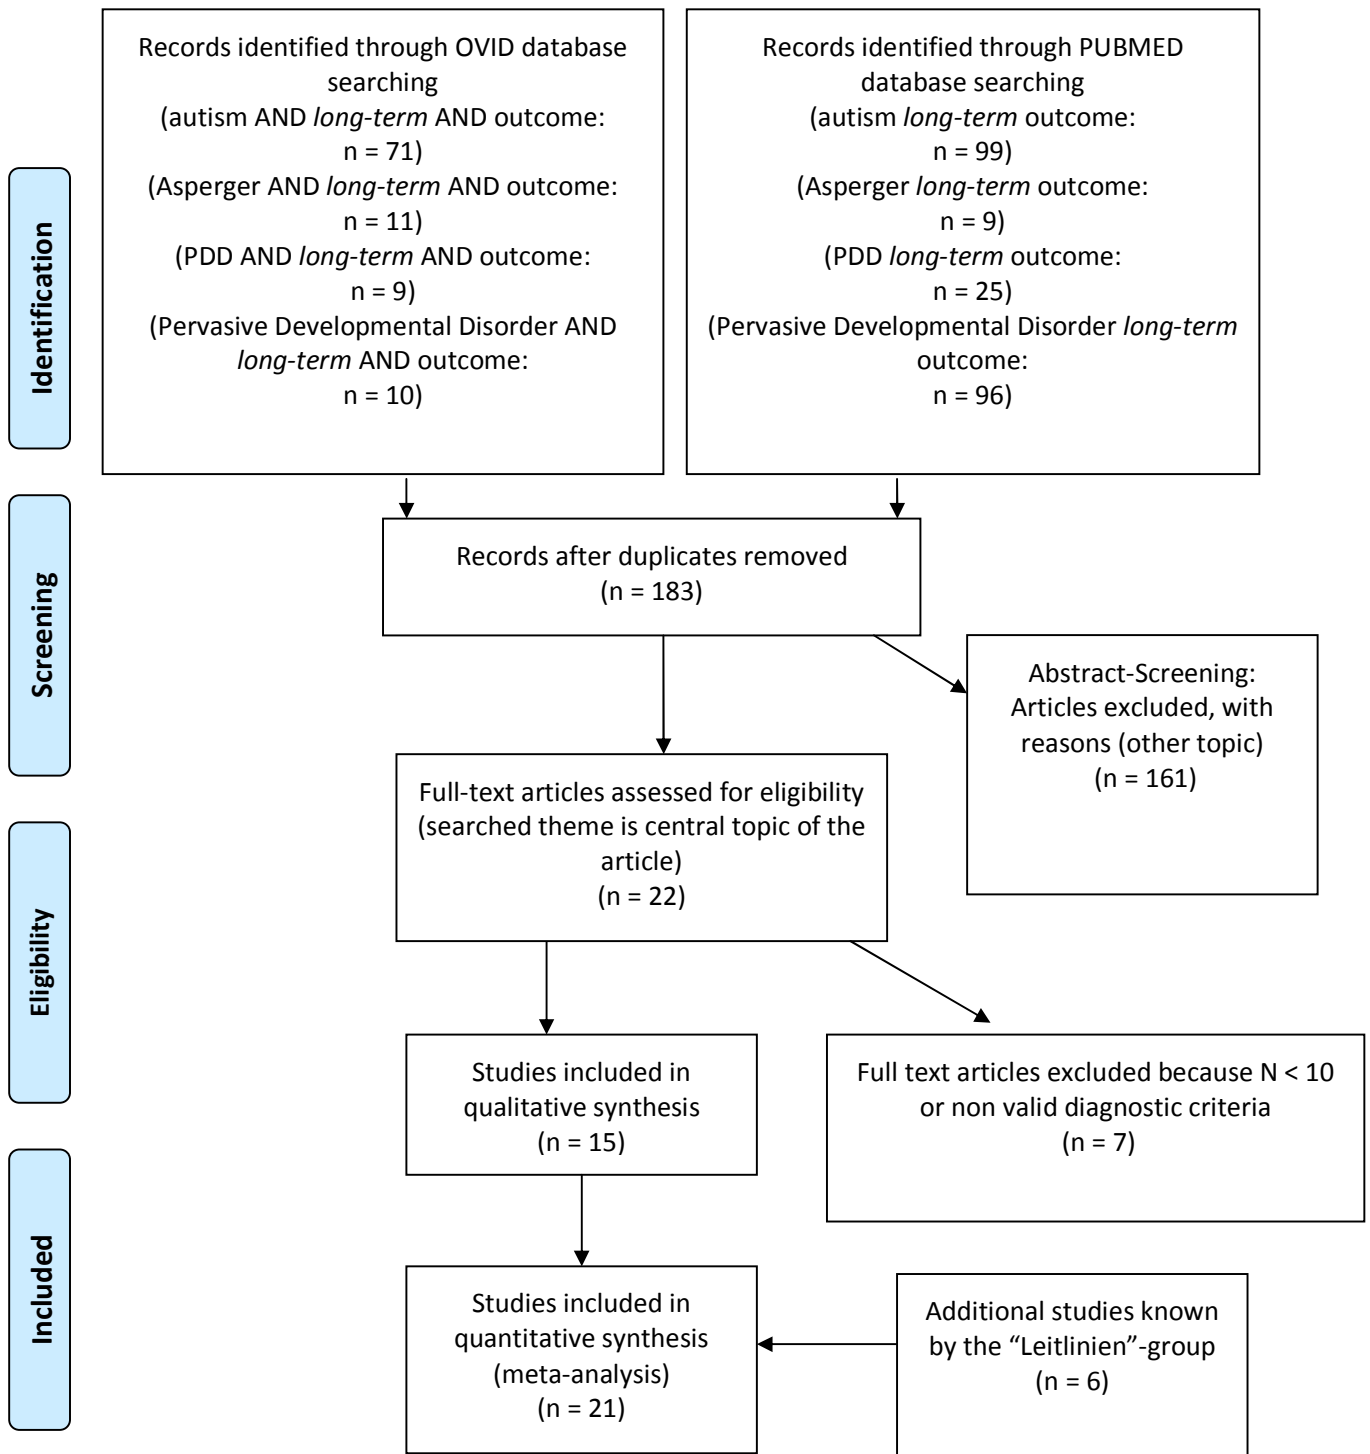 Records identified through OVID database
searching
(autism AND long-term AND outcome:
n = 71)
(Asperger AND long-term AND outcome:
n = 11)
(PDD AND long-term AND outcome:
n = 9)
(Pervasive Developmental Disorder AND
long-term AND outcome:
n = 10)
Records identified through PUBMED
database searching
(autism long-term outcome:
n = 99)
(Asperger long-term outcome:
n = 9)
(PDD long-term outcome:
n = 25)
(Pervasive Developmental Disorder long-term
outcome:
n = 96)
Identification
Records after duplicates removed
(n = 183)
Screening
Abstract-Screening:
Articles excluded, with
reasons (other topic)
(n = 161)
Full-text articles assessed for eligibility
(searched theme is central topic of the
article)
(n = 22)
Eligibility
Studies included in
qualitative synthesis
(n = 15)
Full text articles excluded because N < 10
or non valid diagnostic criteria
(n = 7)
Included
Studies included in
quantitative synthesis
(meta-analysis)
(n = 21)
Additional studies known
by the “Leitlinien”-group
(n = 6)